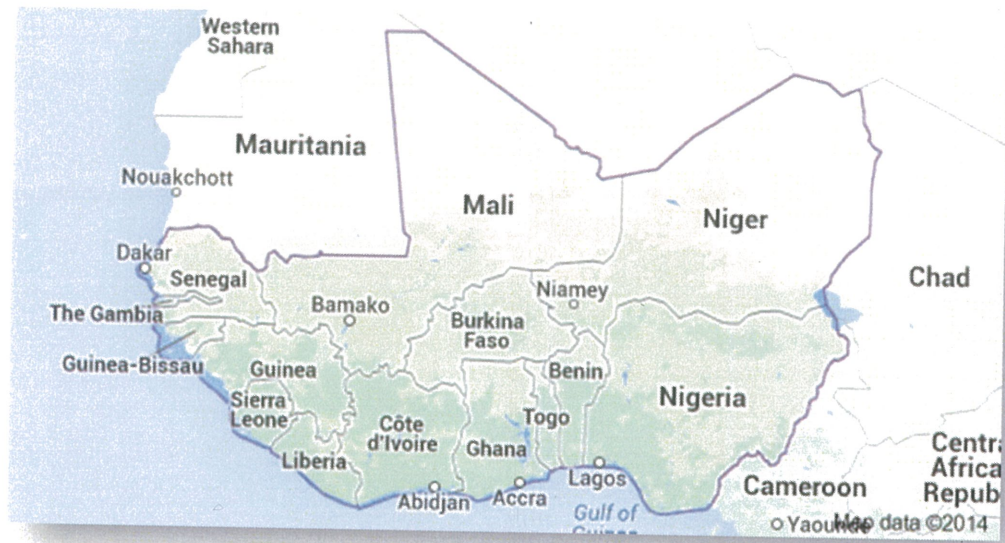 Western
Sahara
Mauritania
Nouakchott
Mali
Niger
Chad
Dakar
Senegal
The Gambia
Bamako
Niamey
Burkina
Faso
Guinea-Bissau
Guinea
Benin
Nigeria
Sierra
Leone
Côte
d'Ivoire
Togo
Ghana
Liberia
Lagos
Abidjan
Accra
Gulf of
Cameroon
Centra
Africa
Repub
Map data ©2014